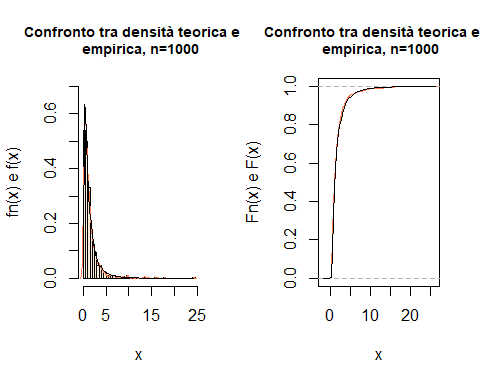 Confronto tra densità teorica e
empirica, n=1000
fn(x) e f(x)
0.0 0.2 0.4 0.6
0 5 15 25
x
Confronto tra densità teorica e
empirica, n=1000
Fn(x) e F(x)
0.0 0.2 0.4 0.6 0.8 1.0
0 10 20
x